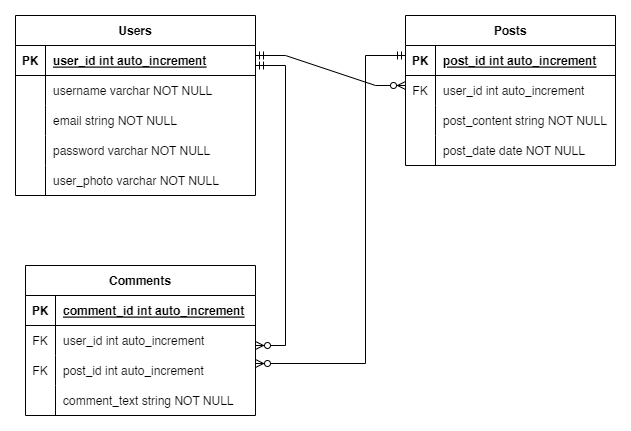 Users
PK user_id int auto_increment
username varchar NOT NULL
email string NOT NULL
password varchar NOT NULL
user_photo varchar NOT NULL
Posts
PK post_id int auto_increment
FK user_id int auto_increment
post_content string NOT NULL
post_date date NOT NULL
Comments
PK comment_id int auto_increment
FK user_id int auto_increment
FK post_id int auto_increment
comment_text string NOT NULL